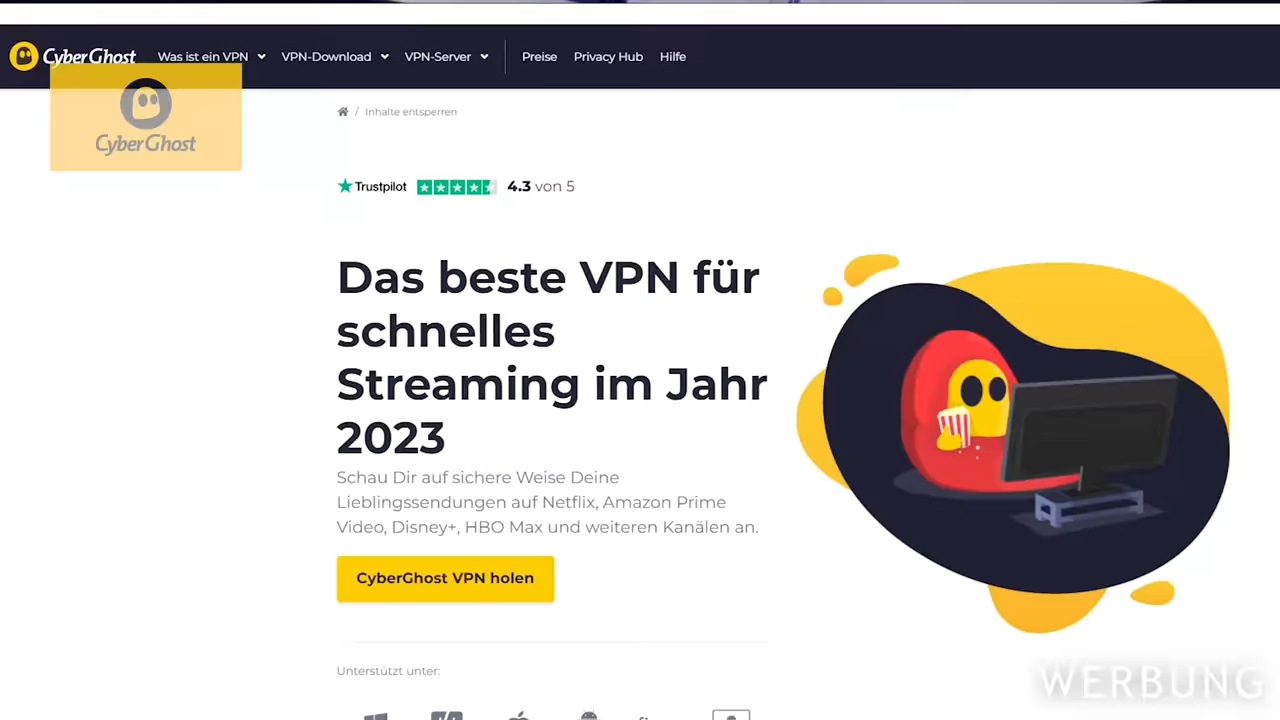 CyberGhost Was ist ein VPN VPN-Download VPN-Server Preise Privacy Hub Hilfe
CyberGhost
/ Inhalte entsperren
Trustpilot 4.3 von 5
Das beste VPN für
schnelles
Streaming im Jahr
2023
Schau Dir auf sichere Weise Deine
Lieblingssendungen auf Netflix, Amazon Prime
Video, Disney+, HBO Max und weiteren Kanälen an.
CyberGhost VPN holen
Unterstützt unter:
WERBUNG